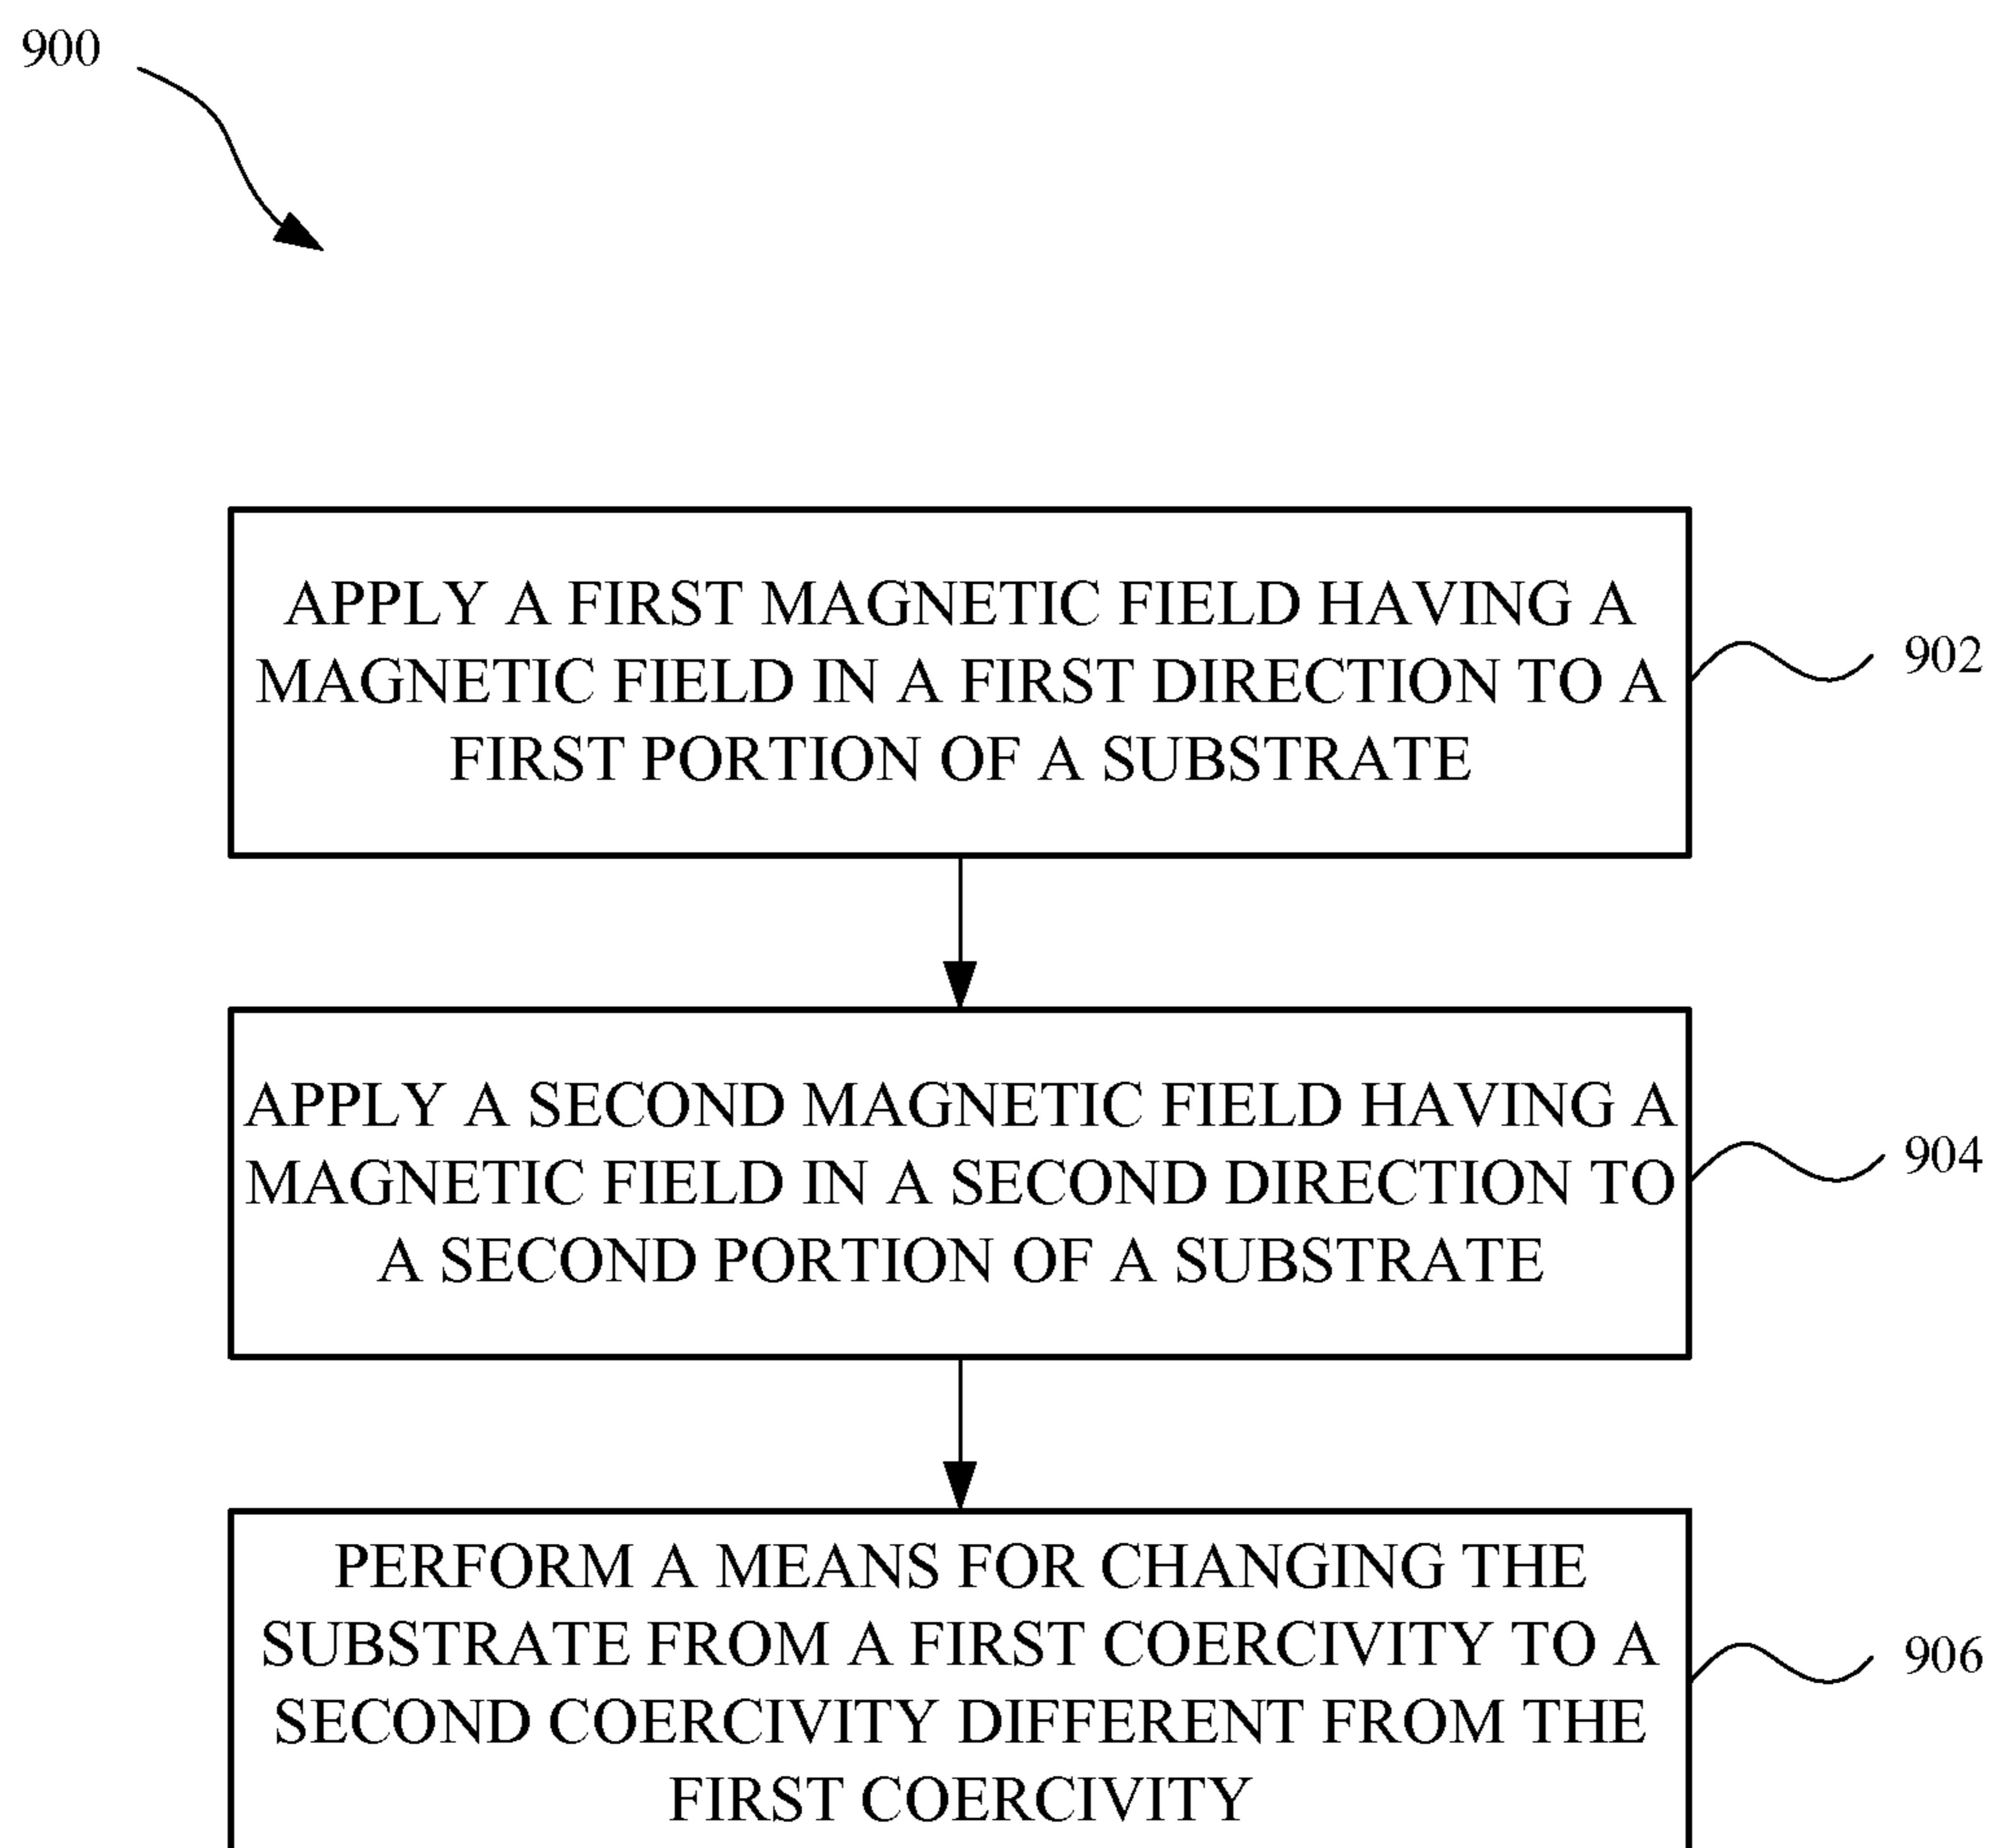 900
APPLY A FIRST MAGNETIC FIELD HAVING A
MAGNETIC FIELD IN A FIRST DIRECTION TO A
FIRST PORTION OF A SUBSTRATE
902
APPLY A SECOND MAGNETIC FIELD HAVING A
MAGNETIC FIELD IN A SECOND DIRECTION TO
A SECOND PORTION OF A SUBSTRATE
904
PERFORM A MEANS FOR CHANGING THE
SUBSTRATE FROM A FIRST COERCIVITY TO A
SECOND COERCIVITY DIFFERENT FROM THE
FIRST COERCIVITY
906